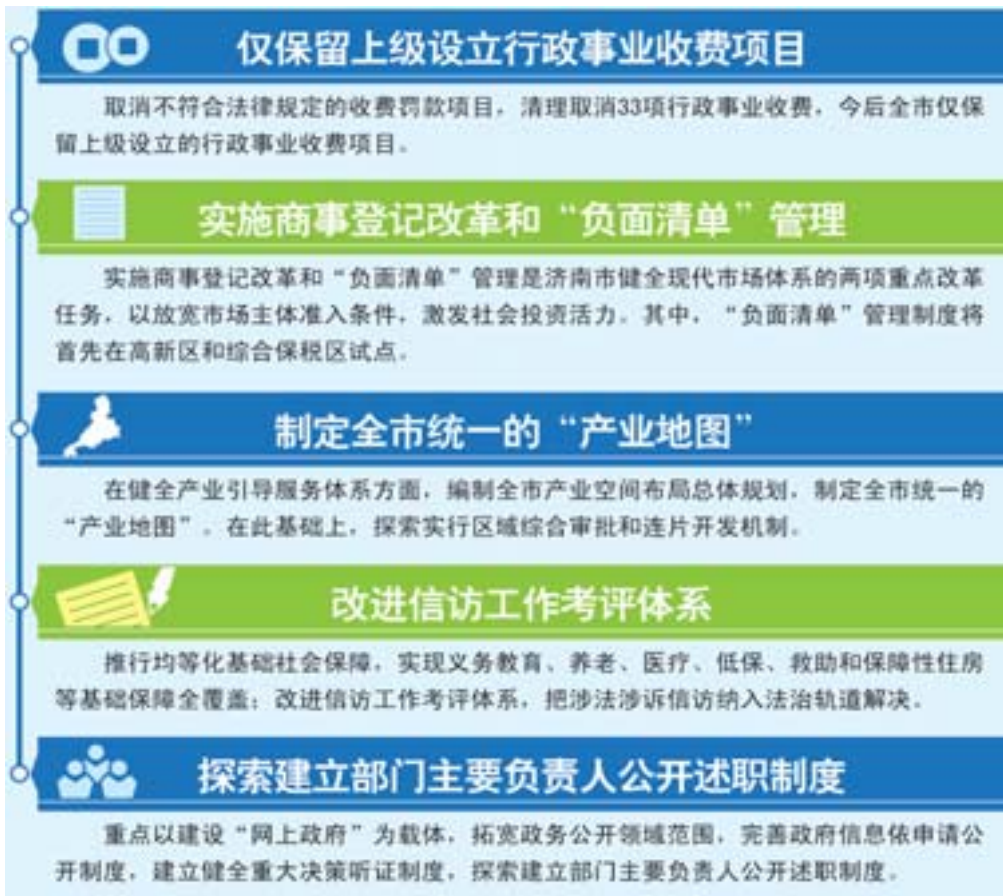 仅保留上级设立行政事业收费项目
取消不符合法律规定的收费罚款项目，清理取消33项行政事业收费，今后全市仅保
留上级设立的行政事业收费项目。
实施商事登记改革和“负面清单”管理
实施商事登记改革和“负面清单”管理是济南市健全现代市场体系的两项重点改革
任务，以放宽市场主体准入条件，激发社会投资活力。其中，“负面清单”管理制度将
首先在高新区和综合保税区试点。
制定全市统一的“产业地图”
在健全产业引导服务体系方面，编制全市产业空间布局总体规划，制定全市统一的
“产业地图”。在此基础上，探索实行区域综合审批和连片开发机制。
改进信访工作考评体系
推行均等化基础社会保障，实现义务教育、养老、医疗、低保、救助和保障性住房
等基础保障全覆盖；改进信访工作考评体系，把涉法涉诉信访纳入法治轨道解决。
探索建立部门主要负责人公开述职制度
重点以建设“网上政府”为载体，拓宽政务公开领域范围，完善政府信息依申请公
开制度，建立健全重大决策听证制度，探索建立部门主要负责人公开述职制度。